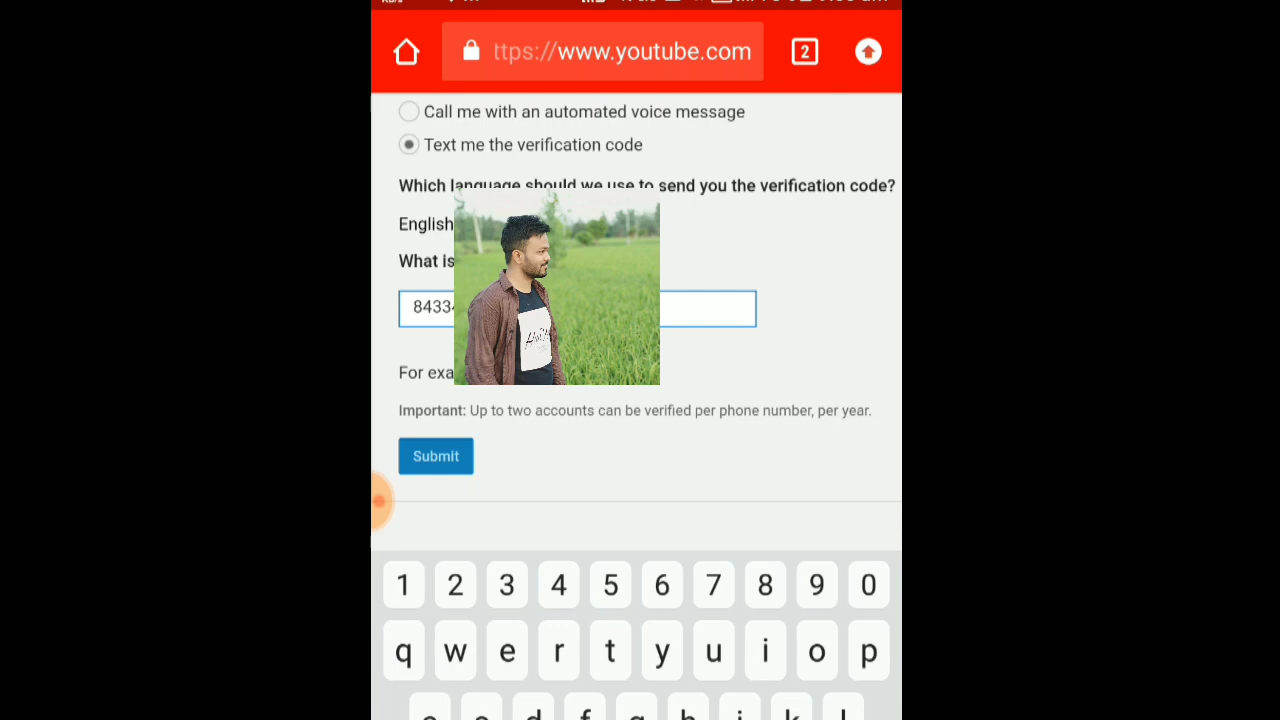 ttps://www.youtube.com 2
Call me with an automated voice message
Text me the verification code
Which language should we use to send you the verification code?
English
What is
8433
For exa
Important: Up to two accounts can be verified per phone number, per year.
Submit
1 2 3 4 5 6 7 8 9 0
q w e r t y u i o p